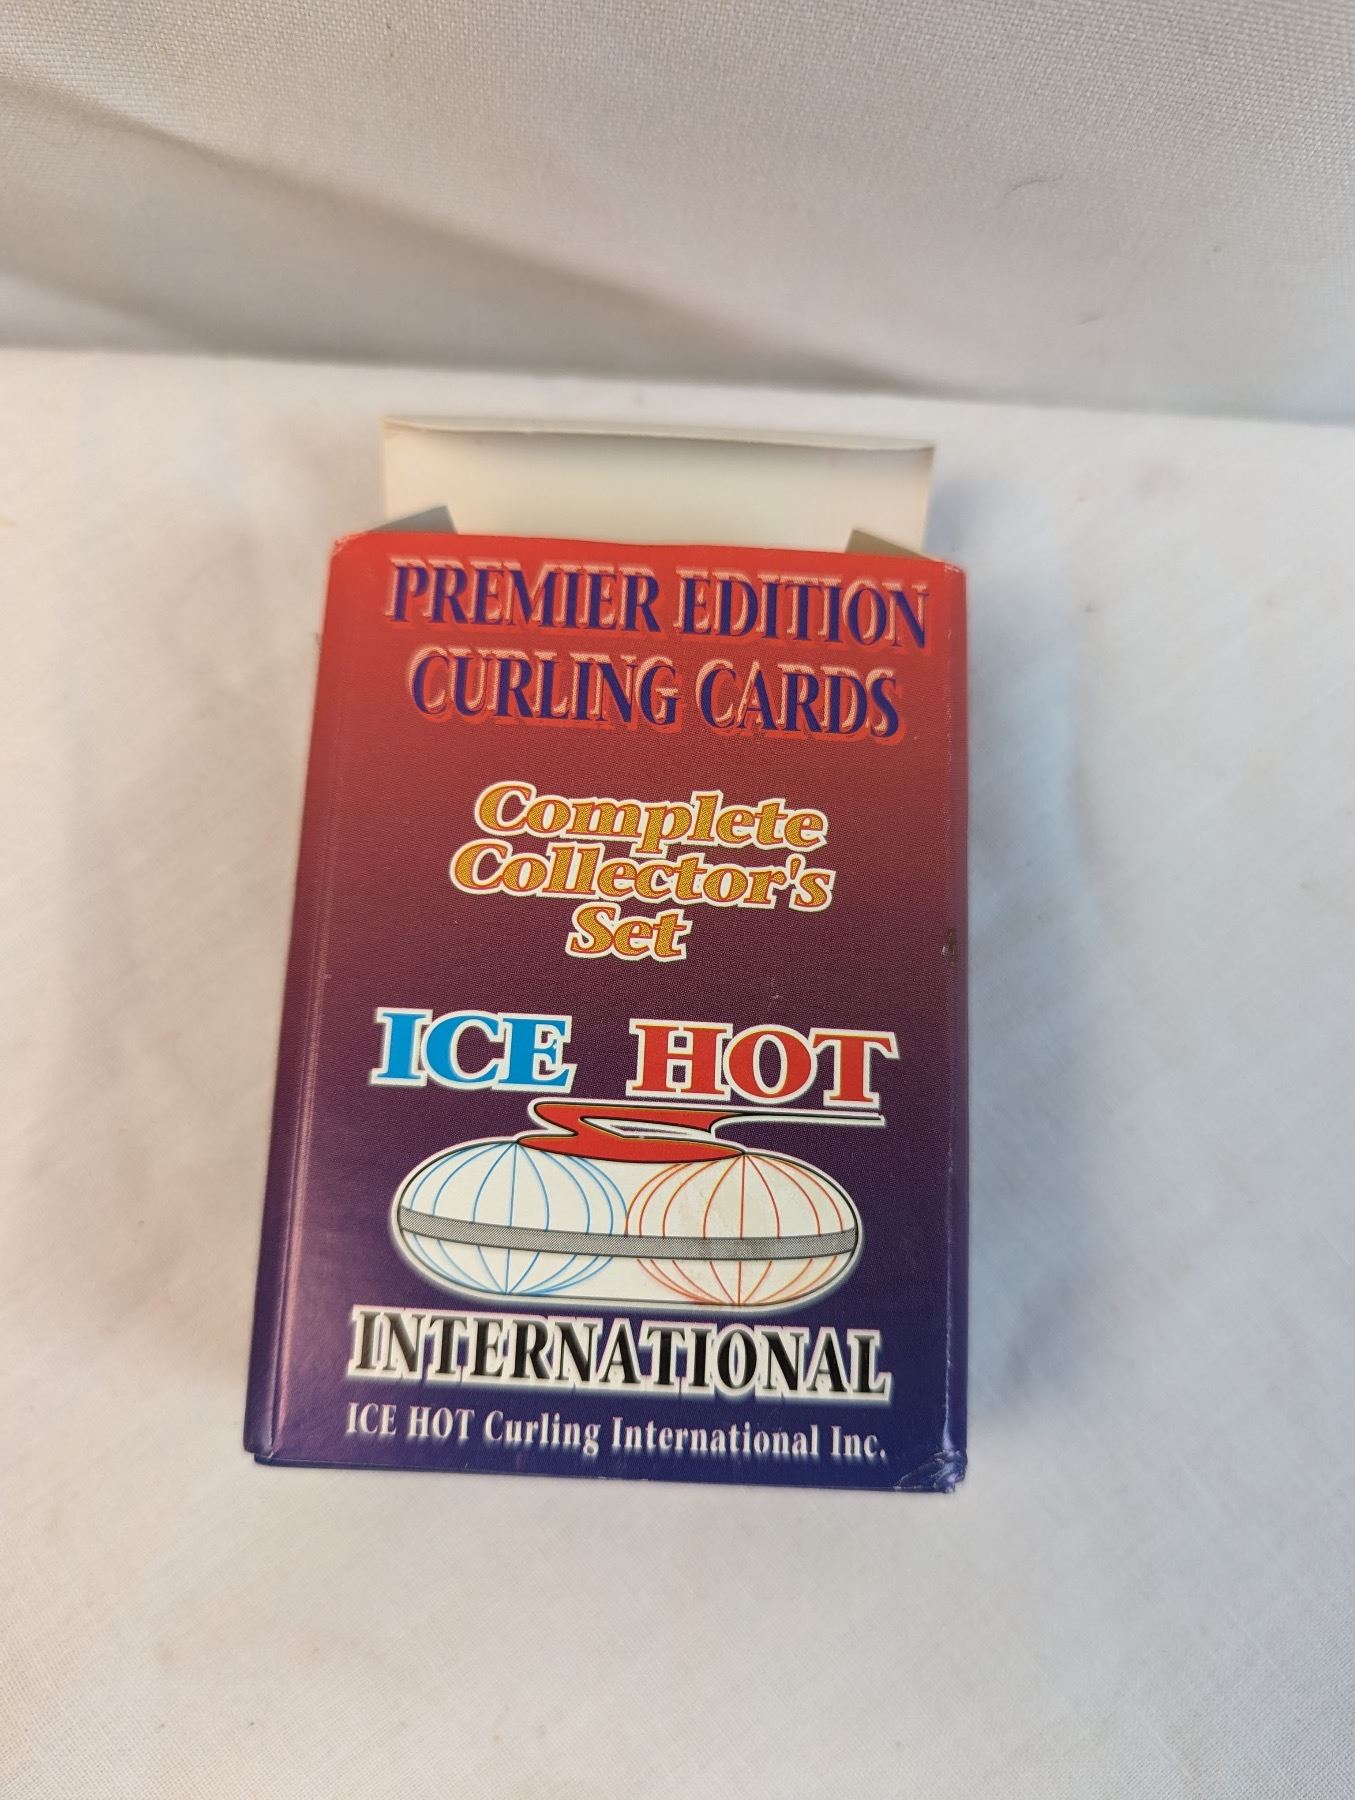 PREMIER EDITION
CURLING CARDS
Complete
Collector's
Set
ICE HOT
INTERNATIONAL
ICE HOT Curling International Inc.